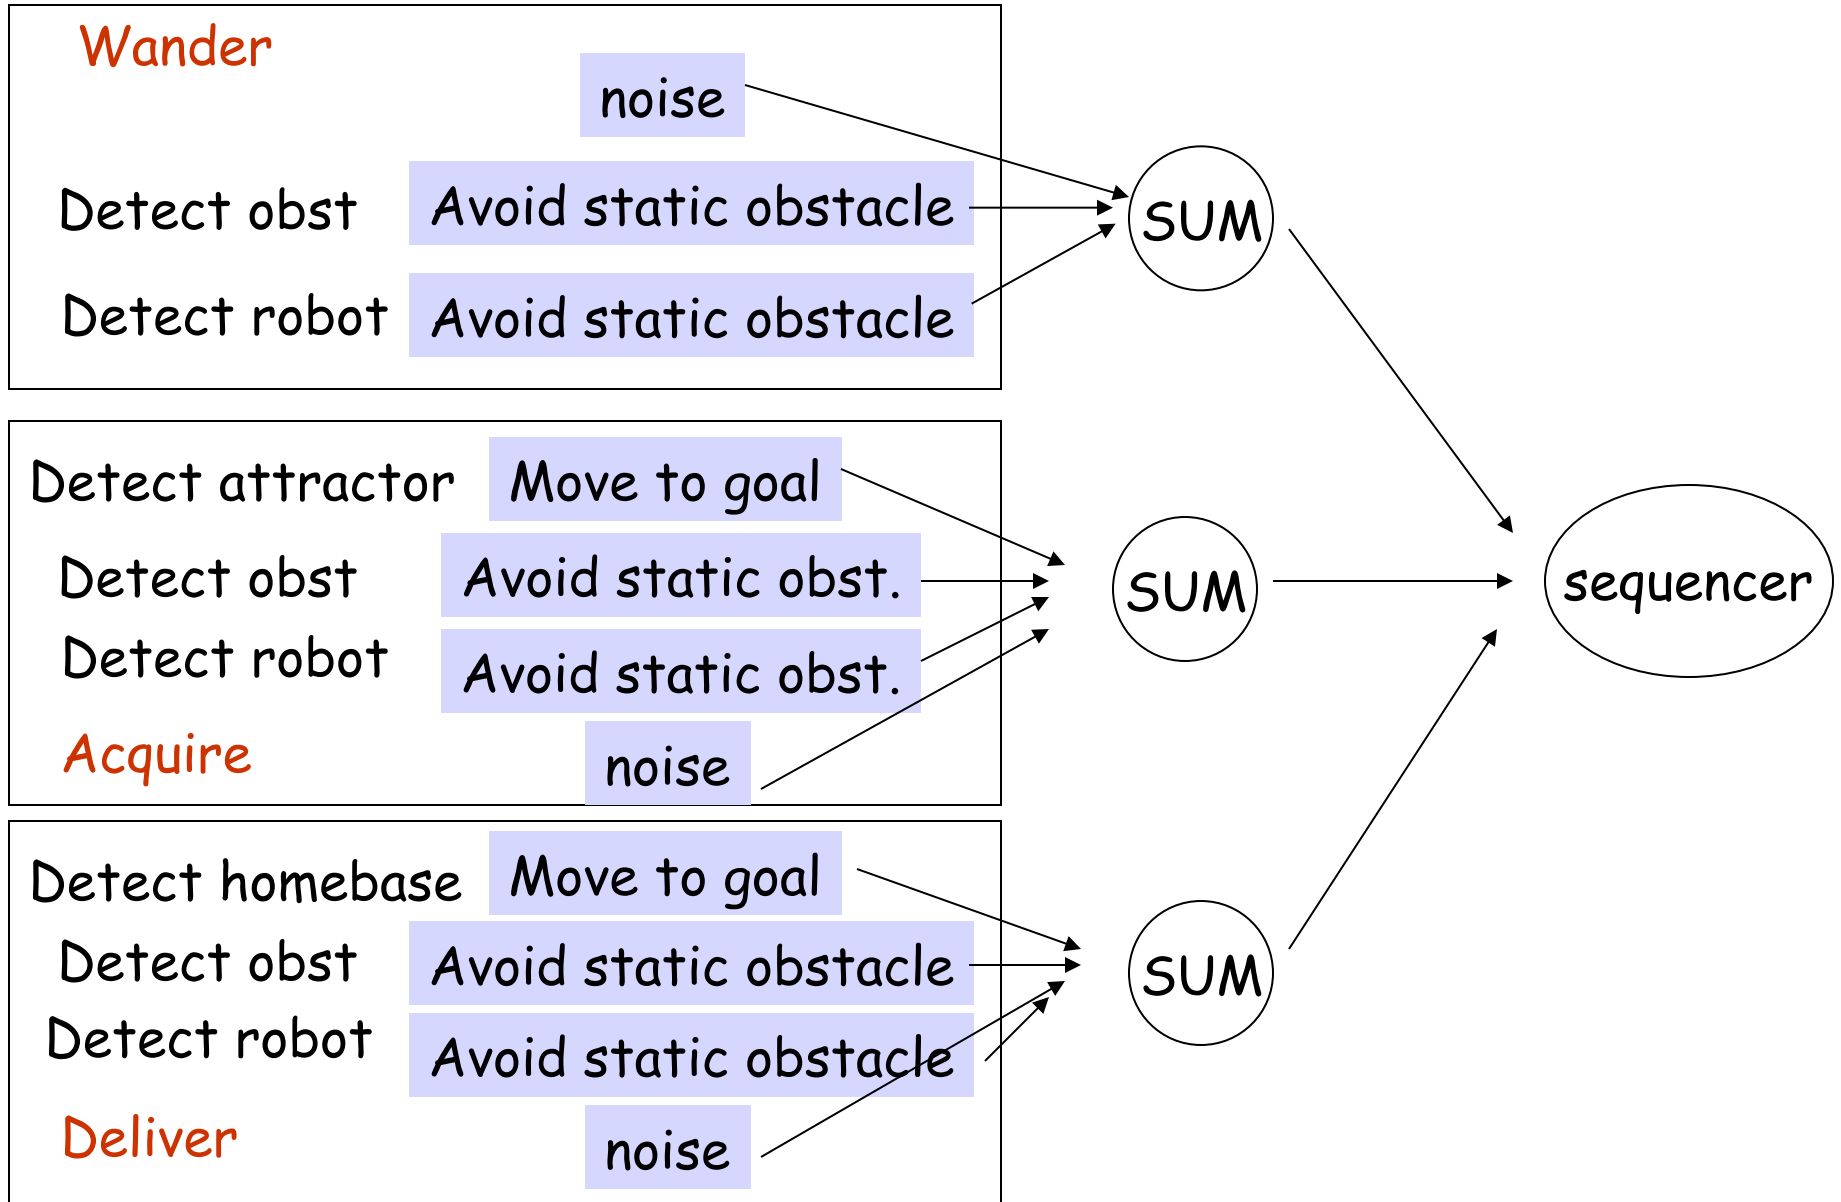 Wander
noise
Detect obst Avoid static obstacle
SUM
Detect robot Avoid static obstacle
Detect attractor Move to goal
Detect obst Avoid static obst.
SUM
sequencer
Detect robot Avoid static obst.
Acquire
noise
Detect homebase Move to goal
Detect obst Avoid static obstacle
SUM
Detect robot Avoid static obstacle
Deliver
noise